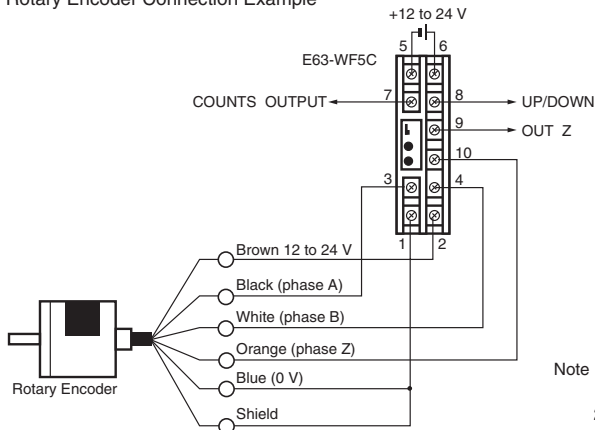 Rotary Encoder Connection Example
+12 to 24 V
5 6
E63-WF5C
7 8
COUNTS OUTPUT
UP/DOWN
9
OUT Z
10
3 4
1 2
Brown 12 to 24 V
Black (phase A)
White (phase B)
Orange (phase Z)
Blue (0 V)
Shield
Rotary Encoder
Note